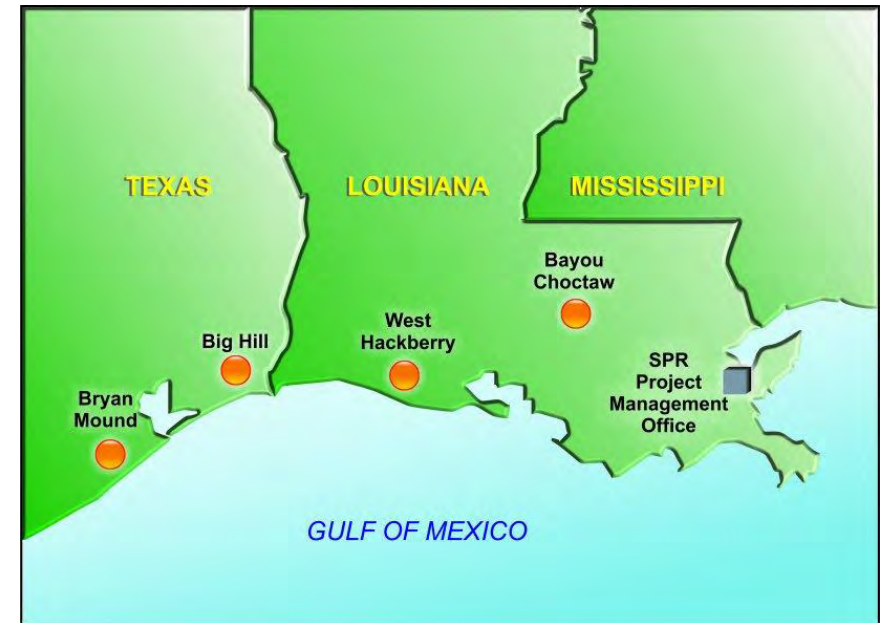 TEXAS
LOUISIANA
MISSISSIPPI
Bayou
Choctaw
West
Hackberry
Big Hill
SPR
Project
Management
Office
Bryan
Mound
GULF OF MEXICO